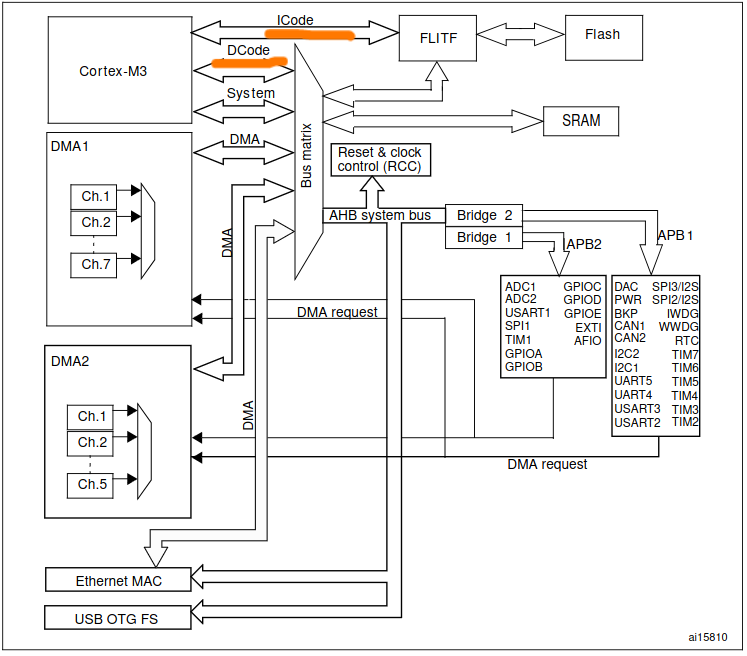 ICode
Cortex-M3
DCode
System
FLITF
Flash
SRAM
Bus matrix
DMA1
DMA
Ch.1
Ch.2
Ch.7
Reset & clock
control (RCC)
AHB system bus
Bridge 2
Bridge 1
APB2
APB1
DMA
DMA request
ADC1 GPIOC
ADC2 GPIOD
USART1 GPIOE
SPI1 EXTI
TIM1 AFIO
GPIOA
GPIOB
DAC SPI3/I2S
PWR SPI2/I2S
BKP IWDG
CAN1 WWDG
CAN2 RTC
I2C2 TIM7
I2C1 TIM6
UART5 TIM5
UART4 TIM4
USART3 TIM3
USART2 TIM2
DMA2
Ch.1
Ch.2
Ch.5
DMA
DMA request
Ethernet MAC
USB OTG FS
ai15810